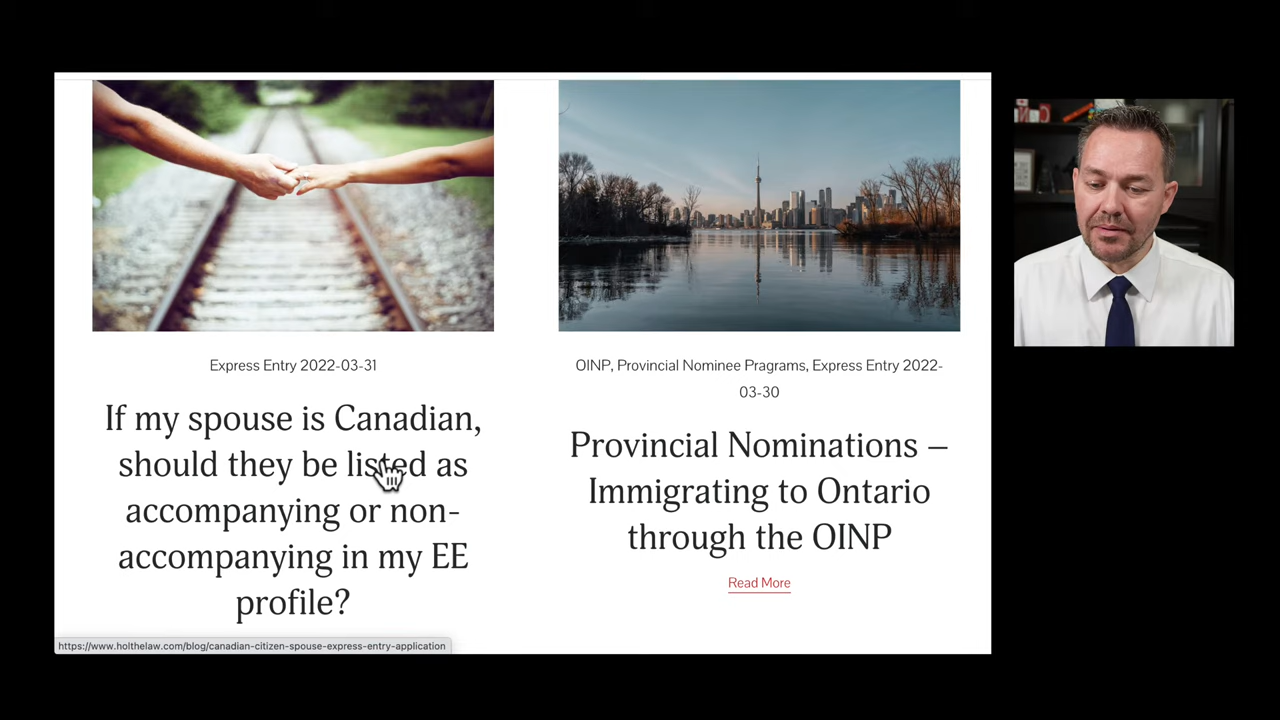 Express Entry 2022-03-31
If my spouse is Canadian,
should they be listed as
accompanying or non-
accompanying in my EE
profile?
OINP, Provincial Nominee Pragrams, Express Entry 2022-
03-30
Provincial Nominations –
Immigrating to Ontario
through the OINP
Read More
https://www.holthelaw.com/blog/canadian-citizen-spouse-express-entry-application